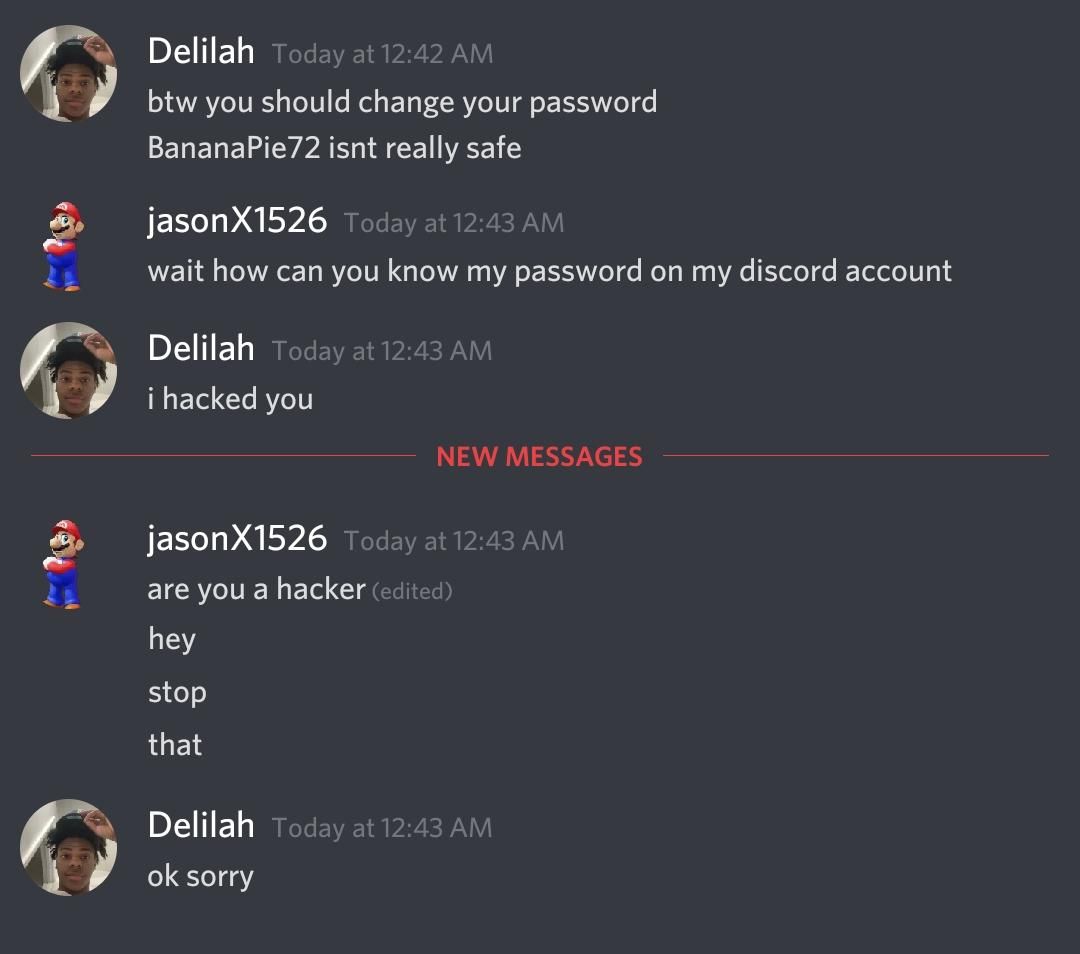 Delilah Today at 12:42 AM
btw you should change your password
BananaPie72 isnt really safe
jasonX1526 Today at 12:43 AM
wait how can you know my password on my discord account
Delilah Today at 12:43 AM
i hacked you
NEW MESSAGES
jasonX1526 Today at 12:43 AM
are you a hacker (edited)
hey
stop
that
Delilah Today at 12:43 AM
ok sorry